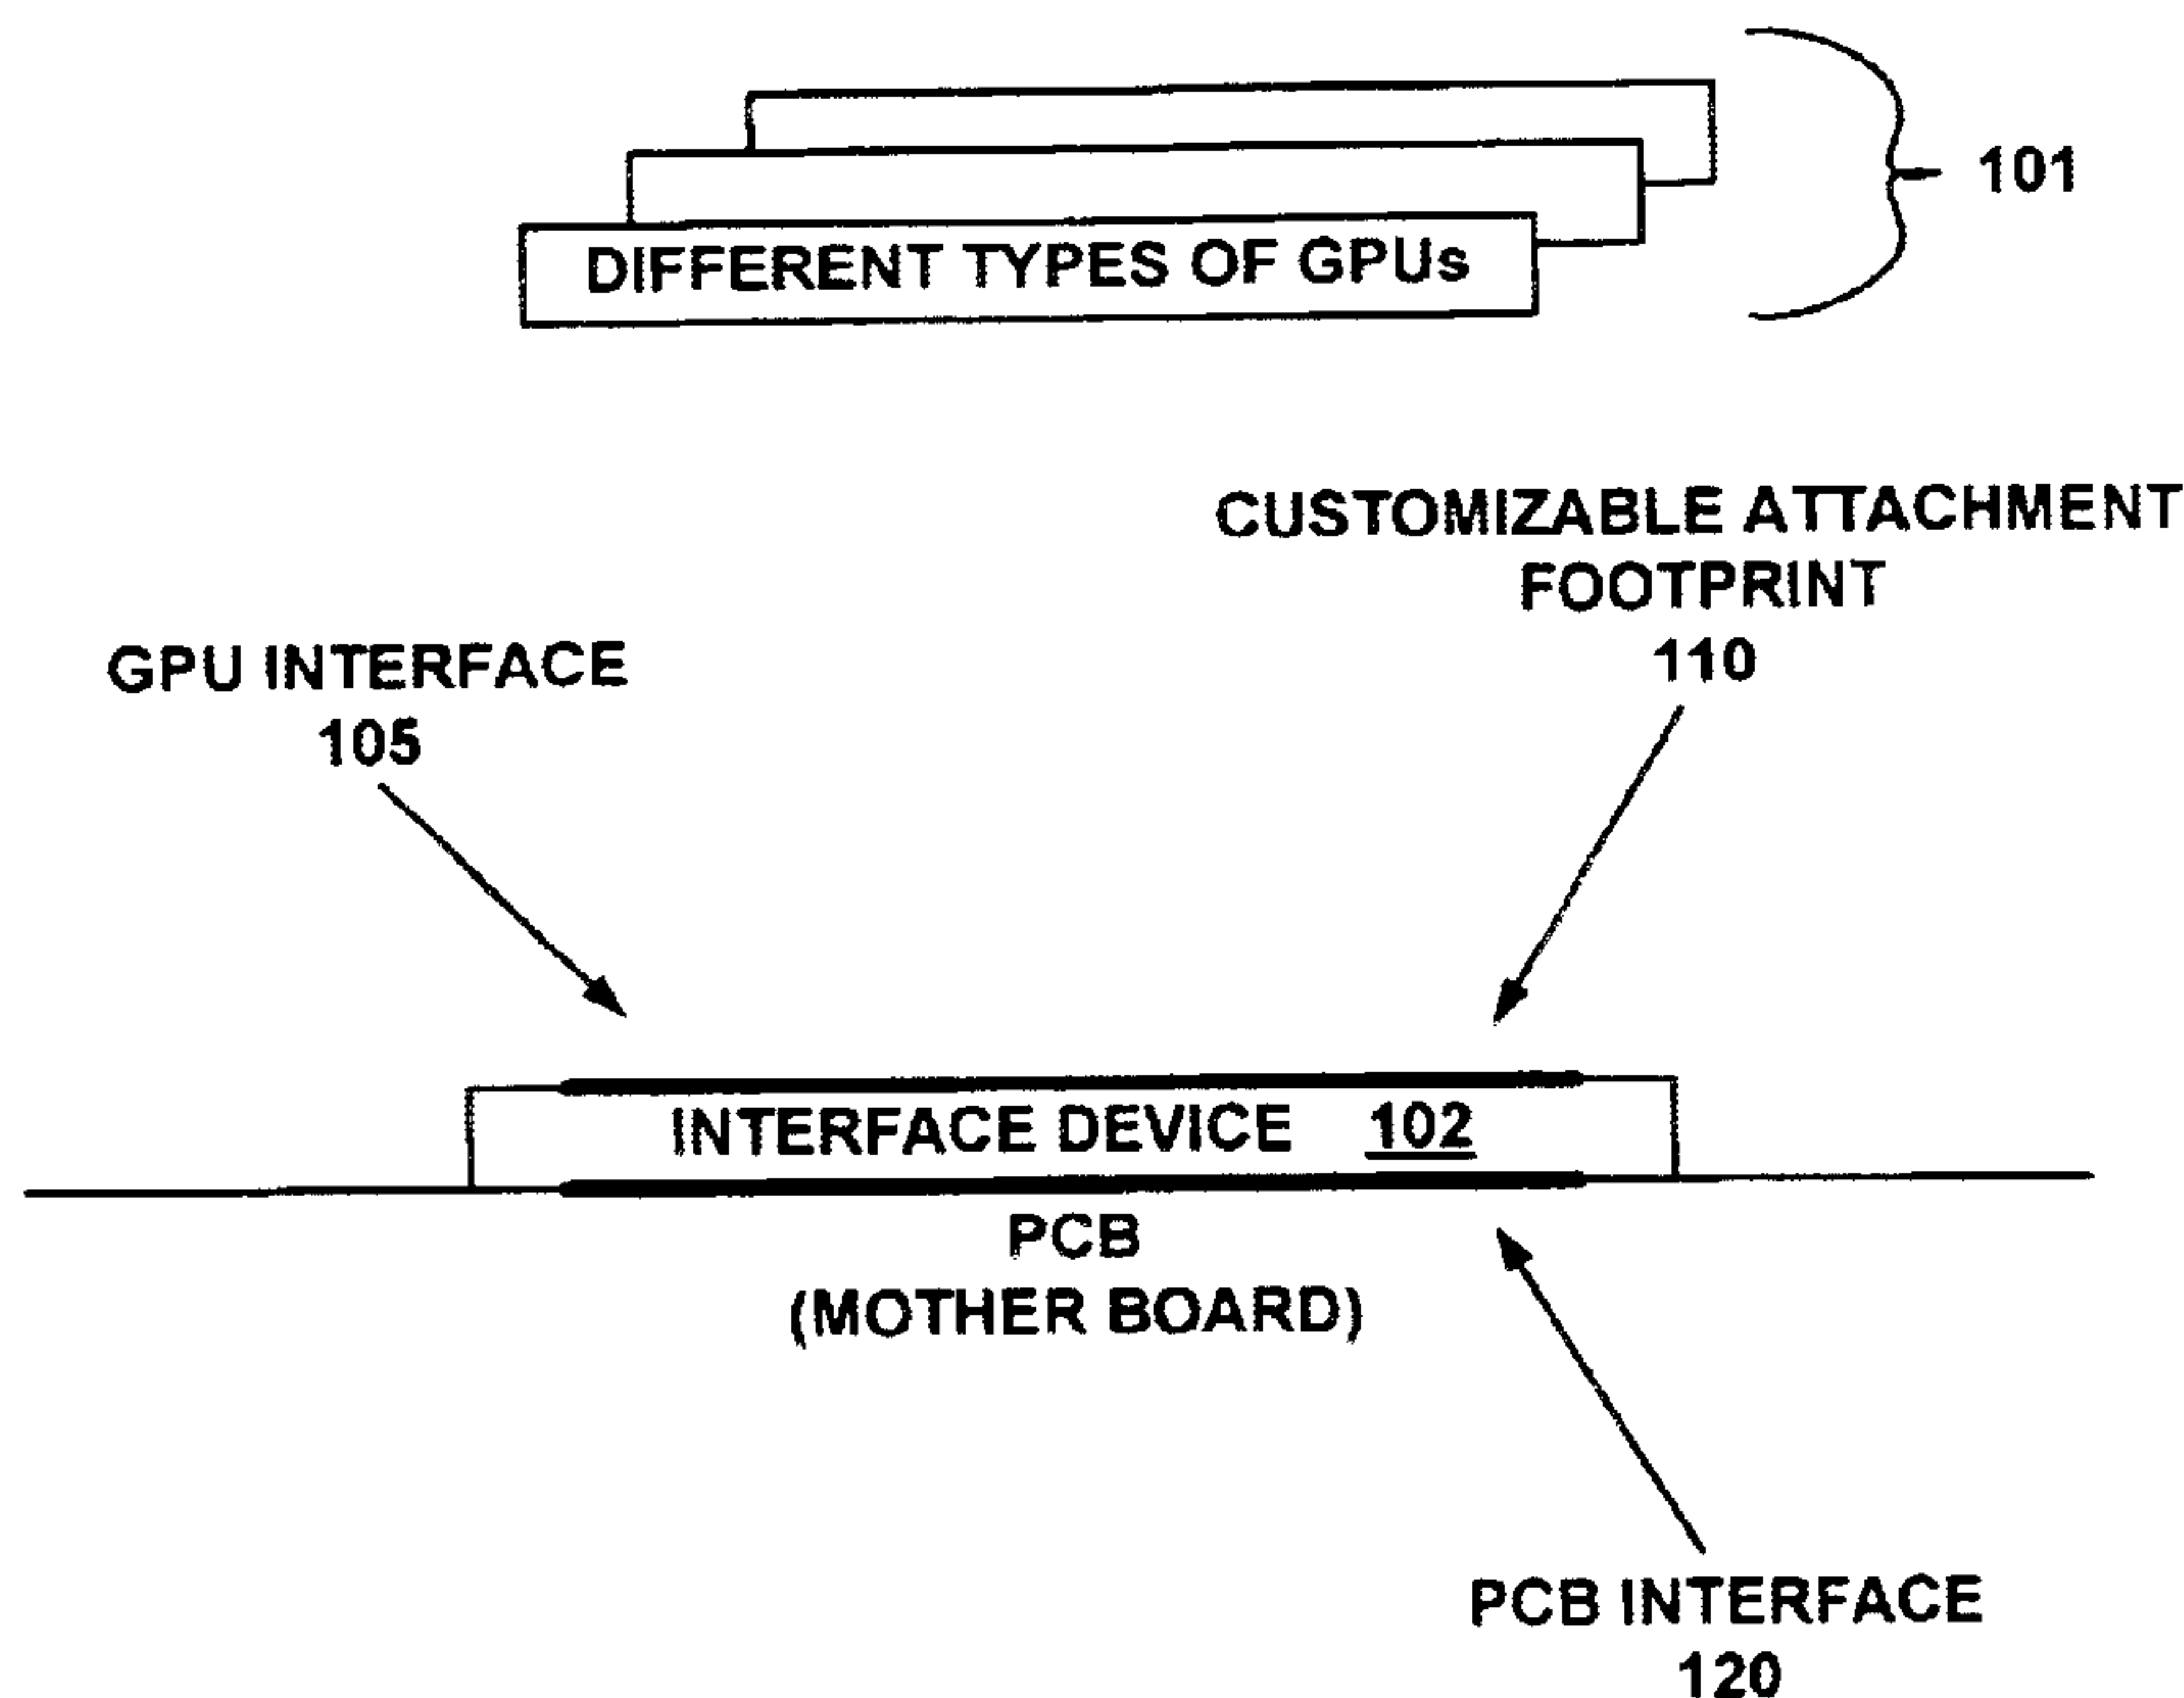 101
DIFFERENT TYPES OF GPUs
CUSTOMIZABLE ATTACHMENT
FOOTPRINT
110
GPU INTERFACE
105
INTERFACE DEVICE 102
PCB
(MOTHER BOARD)
PCB INTERFACE
120